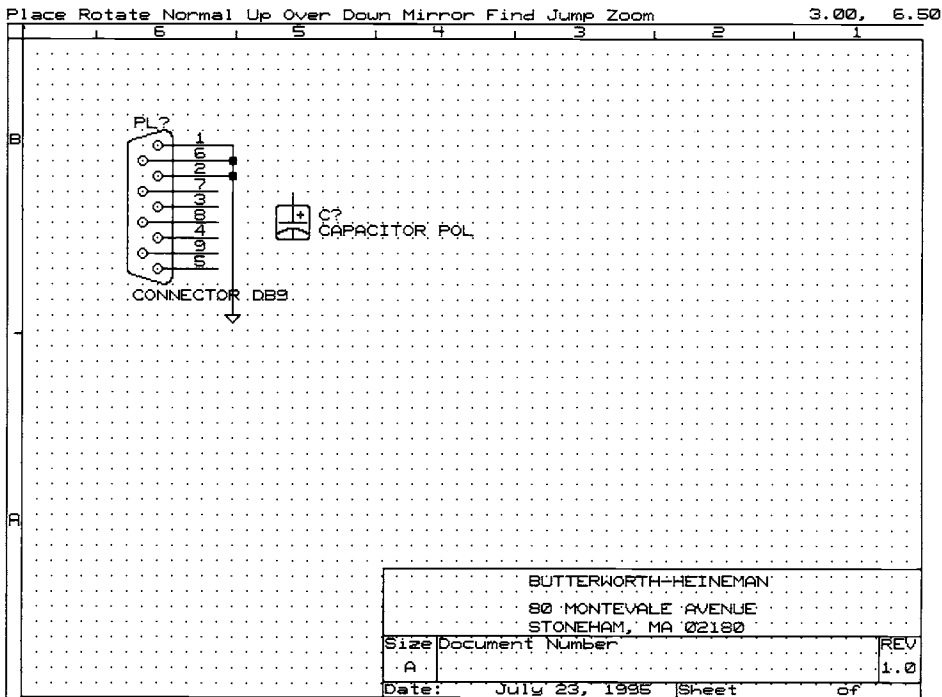 Place Rotate Normal Up Over Down Mirror Find Jump Zoom 3.00, 6.50
6 5 4 3 2 1
B
PL?
1
6
2
7
3
8
4
9
5
C?
CAPACITOR POL
CONNECTOR DB9
A
BUTTERWORTH-HEINEMAN
80 MONTEVALE AVENUE
STONEHAM, MA 02180
Size Document Number REV
A 1.0
Date: July 23, 1996 Sheet of